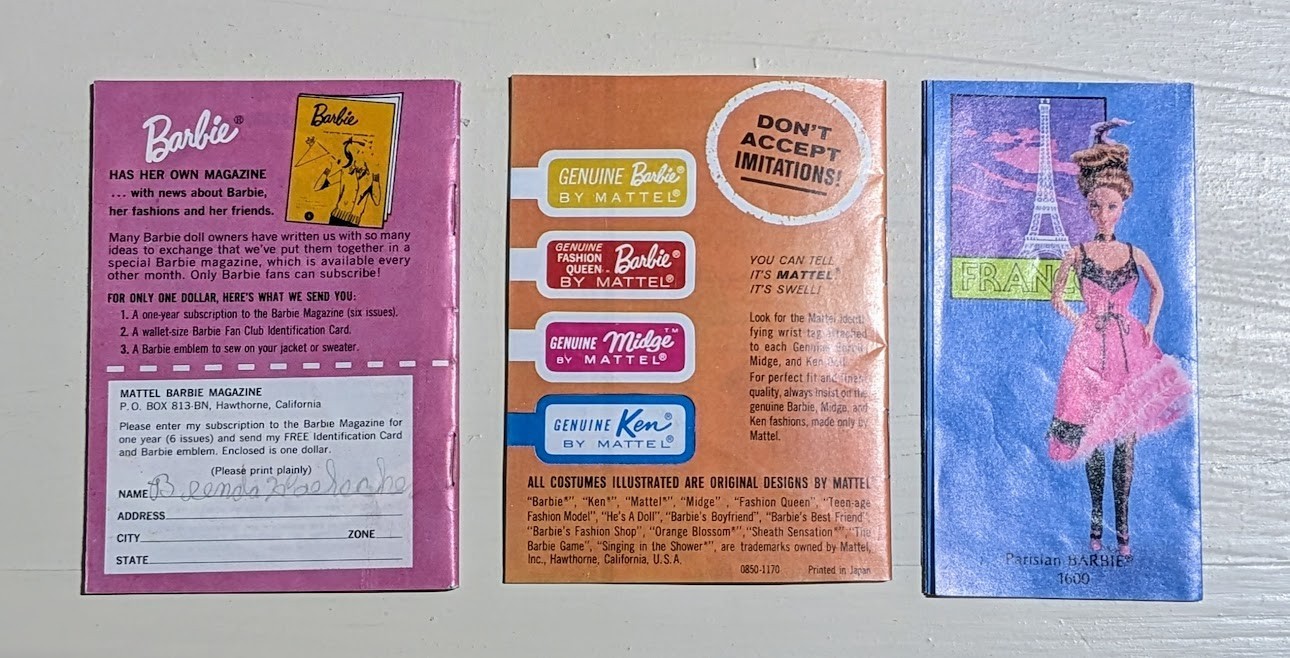 Barbie®
HAS HER OWN MAGAZINE
... with news about Barbie,
her fashions and her friends.
Barbie
Many Barbie doll owners have written us with so many
ideas to exchange that we've put them together in a
special Barbie magazine, which is available every
other month. Only Barbie fans can subscribe!
FOR ONLY ONE DOLLAR, HERE'S WHAT WE SEND YOU:
1. A one-year subscription to the Barbie Magazine (six issues).
2. A wallet-size Barbie Fan Club Identification Card.
3. A Barbie emblem to sew on your jacket or sweater.
MATTEL BARBIE MAGAZINE
P.O. BOX 813-BN, Hawthorne, California
Please enter my subscription to the Barbie Magazine for
one year (6 issues) and send my FREE Identification Card
and Barbie emblem. Enclosed is one dollar.
(Please print plainly)
NAME Brenda
ADDRESS
CITY ZONE
STATE
DON'T
ACCEPT
IMITATIONS!
GENUINE Barbie®
BY MATTEL®
GENUINE
FASHION
QUEEN™ Barbie®
BY MATTEL®
GENUINE Midge™
BY MATTEL®
GENUINE Ken®
BY MATTEL®
YOU CAN TELL
IT'S MATTEL
IT'S SWELL!
Look for the Mattel identi-
fying wrist tag attached
to each Genuine Barbie,
Midge, and Ken doll.
For perfect fit and finest
quality, always insist on the
genuine Barbie, Midge, and
Ken fashions, made only by
Mattel.
ALL COSTUMES ILLUSTRATED ARE ORIGINAL DESIGNS BY MATTEL
"Barbie®", "Ken®", "Mattel®", "Midge", "Fashion Queen", "Teen-age
Fashion Model", "He's A Doll", "Barbie's Boyfriend", "Barbie's Best Friend",
"Barbie's Fashion Shop", "Orange Blossom®", "Sheath Sensation®", "The
Barbie Game", "Singing in the Shower®", are trademarks owned by Mattel,
Inc., Hawthorne, California, U.S.A.
0850-1170 Printed in Japan
FRAN
Parisian BARBIE®
1600